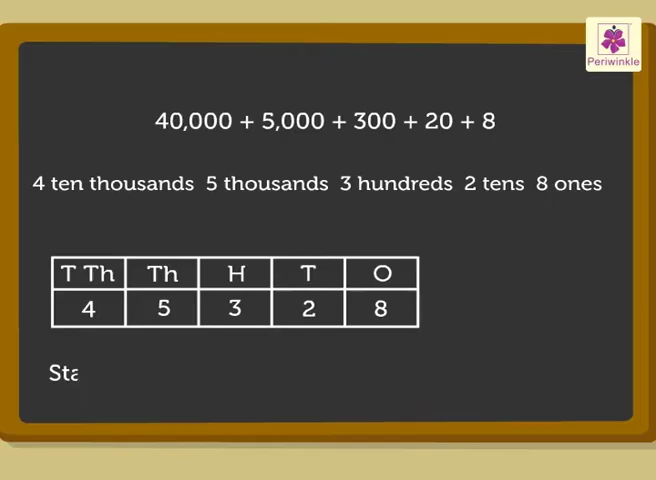 Periwinkle
40,000 + 5,000 + 300 + 20 + 8
4 ten thousands 5 thousands 3 hundreds 2 tens 8 ones
T Th Th H T O
4 5 3 2 8
Sta